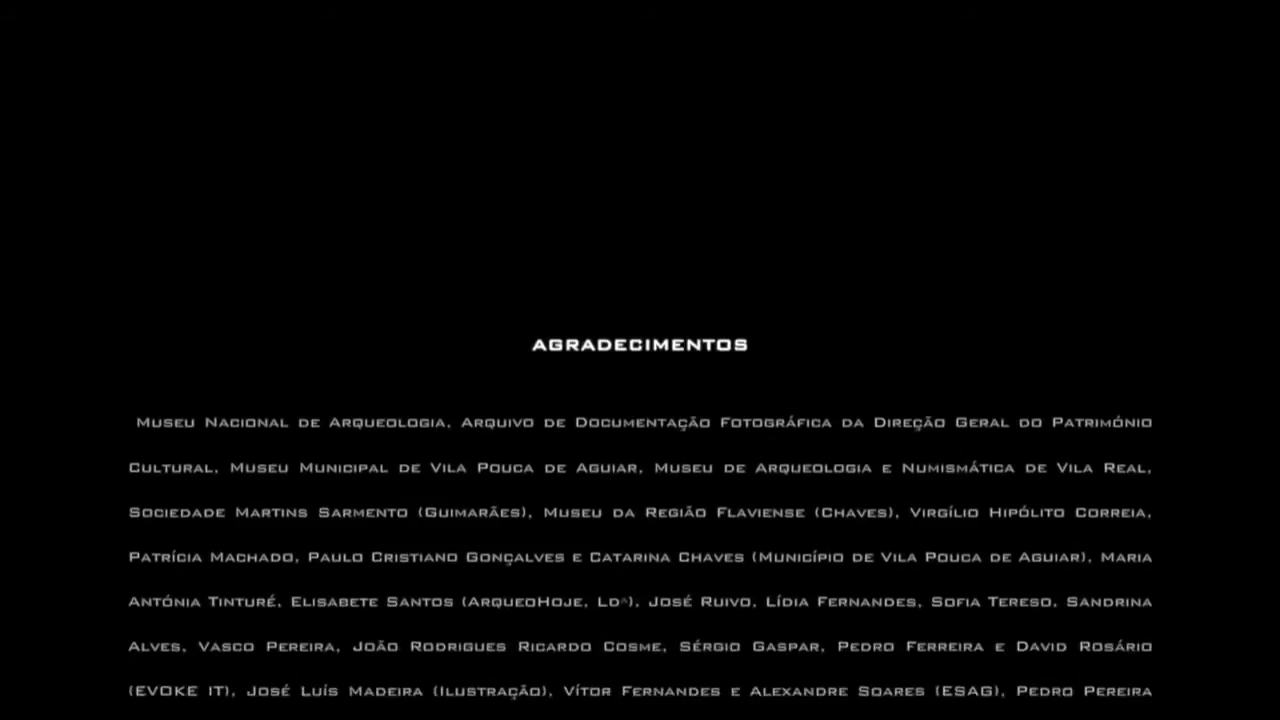 AGRADECIMENTOS
Museu Nacional de Arqueologia, Arquivo de Documentação Fotográfica da Direção Geral do Património
Cultural, Museu Municipal de Vila Pouca de Aguiar, Museu de Arqueologia e Numismática de Vila Real,
Sociedade Martins Sarmento (Guimarães), Museu da Região Flaviense (Chaves), Virgílio Hipólito Correia,
Patrícia Machado, Paulo Cristiano Gonçalves e Catarina Chaves (Município de Vila Pouca de Aguiar), Maria
Antónia Tinturé, Elisabete Santos (ArqueoHoje, Ldª), José Ruivo, Lídia Fernandes, Sofia Tereso, Sandrina
Alves, Vasco Pereira, João Rodrigues Ricardo Cosme, Sérgio Gaspar, Pedro Ferreira e David Rosário
(EVOKE IT), José Luís Madeira (Ilustração), Vítor Fernandes e Alexandre Soares (ESAG), Pedro Pereira